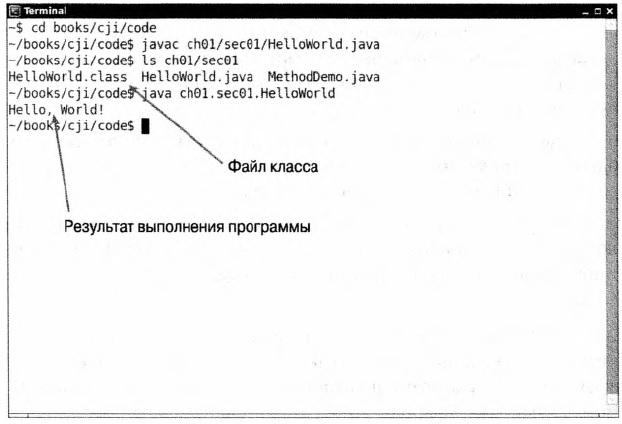 Terminal
~$ cd books/cji/code
~/books/cji/code$ javac ch01/sec01/HelloWorld.java
~/books/cji/code$ ls ch01/sec01
HelloWorld.class  HelloWorld.java  MethodDemo.java
~/books/cji/code$ java ch01.sec01.HelloWorld
Hello, World!
~/books/cji/code$
Файл класса
Результат выполнения программы